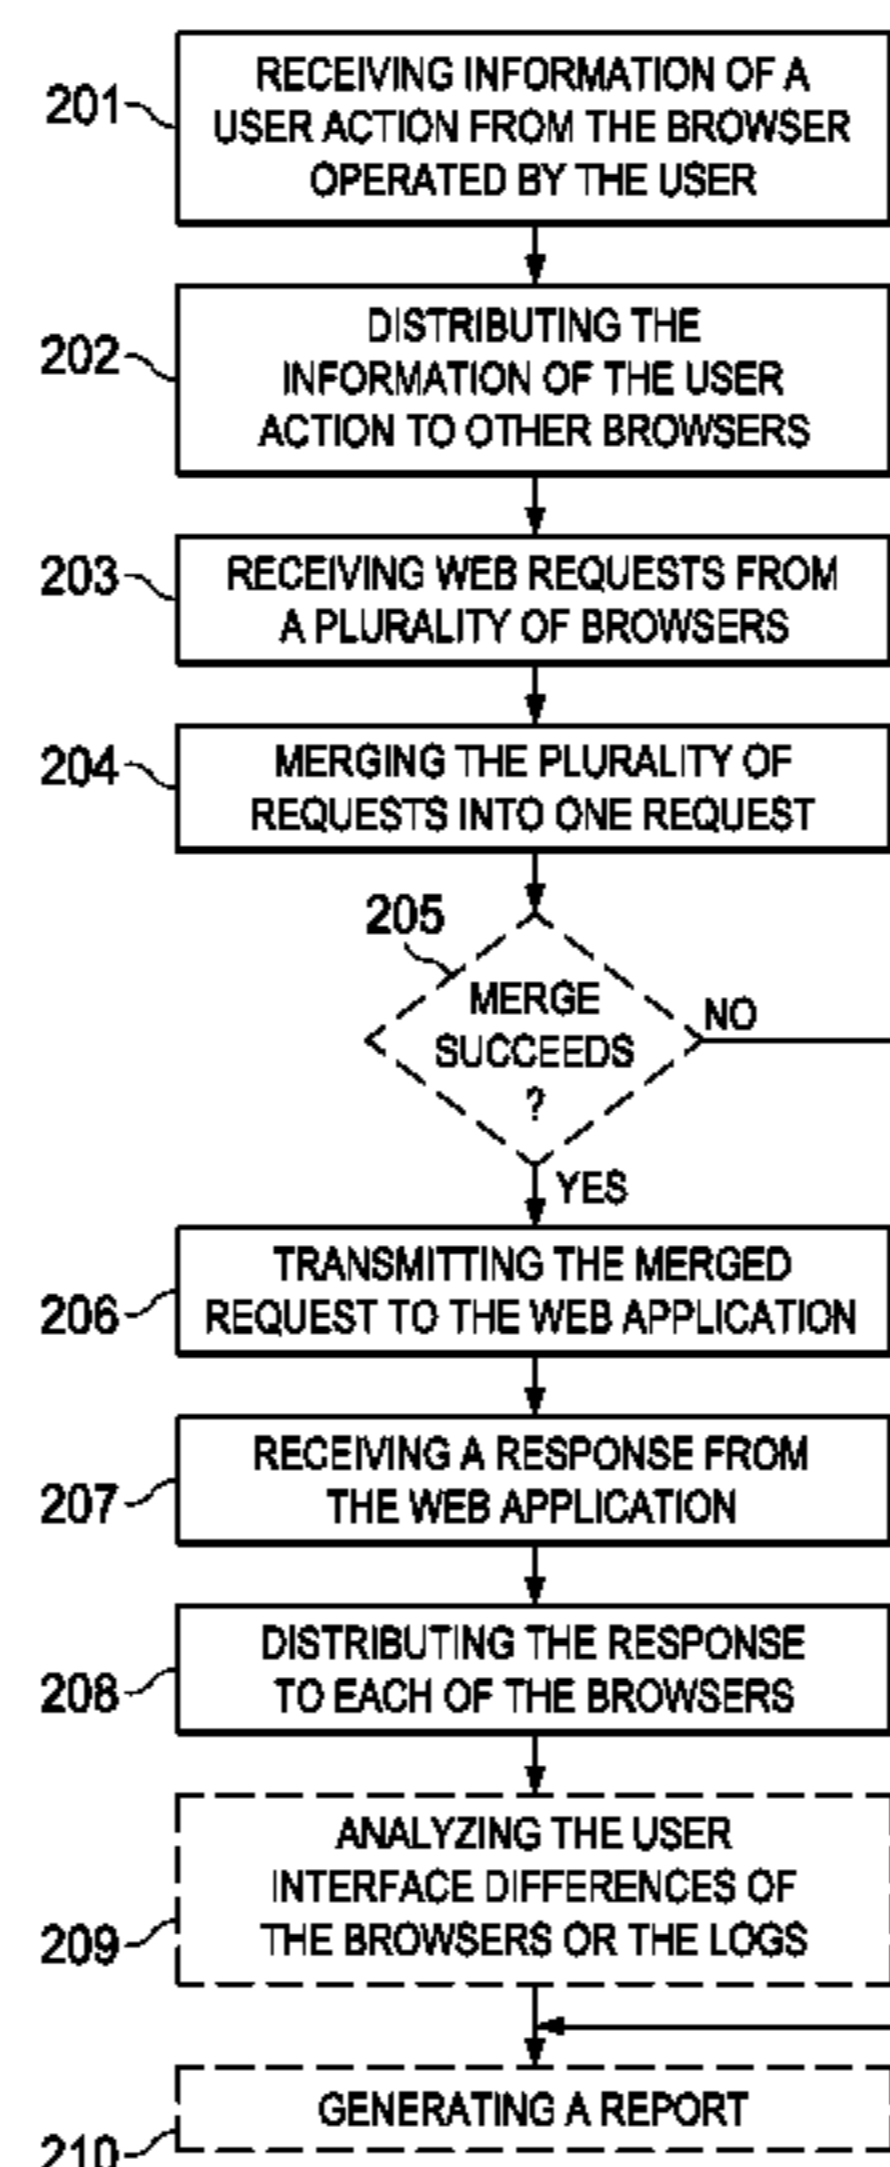 201
RECEIVING INFORMATION OF A
USER ACTION FROM THE BROWSER
OPERATED BY THE USER
202
DISTRIBUTING THE
INFORMATION OF THE USER
ACTION TO OTHER BROWSERS
203
RECEIVING WEB REQUESTS FROM
A PLURALITY OF BROWSERS
204
MERGING THE PLURALITY OF
REQUESTS INTO ONE REQUEST
205
MERGE
SUCCEEDS
?
NO
YES
206
TRANSMITTING THE MERGED
REQUEST TO THE WEB APPLICATION
207
RECEIVING A RESPONSE FROM
THE WEB APPLICATION
208
DISTRIBUTING THE RESPONSE
TO EACH OF THE BROWSERS
209
ANALYZING THE USER
INTERFACE DIFFERENCES OF
THE BROWSERS OR THE LOGS
210
GENERATING A REPORT